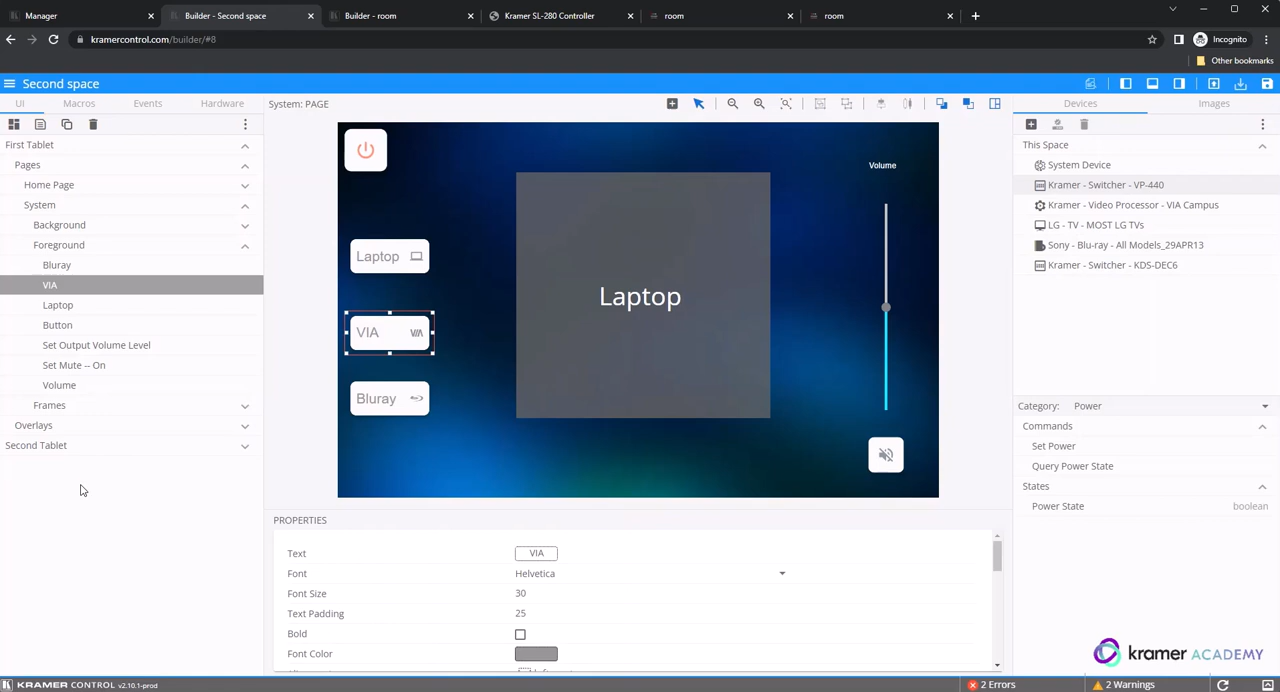 Manager
Builder - Second space
Builder - room
Kramer SL-280 Controller
room
room
kramercontrol.com/builder/#8
Incognito
Other bookmarks
Second space
UI
Macros
Events
Hardware
System: PAGE
Devices
Images
First Tablet
Pages
Home Page
System
Background
Foreground
Bluray
VIA
Laptop
Button
Set Output Volume Level
Set Mute -- On
Volume
Frames
Overlays
Second Tablet
Volume
Laptop
VIA
VIA
Bluray
Laptop
This Space
System Device
Kramer - Switcher - VP-440
Kramer - Video Processor - VIA Campus
LG - TV - MOST LG TVs
Sony - Blu-ray - All Models_29APR13
Kramer - Switcher - KDS-DEC6
Category: Power
Commands
Set Power
Query Power State
States
Power State boolean
PROPERTIES
Text VIA
Font Helvetica
Font Size 30
Text Padding 25
Bold
Font Color
kramer ACADEMY
KRAMER CONTROL v2.10.1-prod
2 Errors
2 Warnings